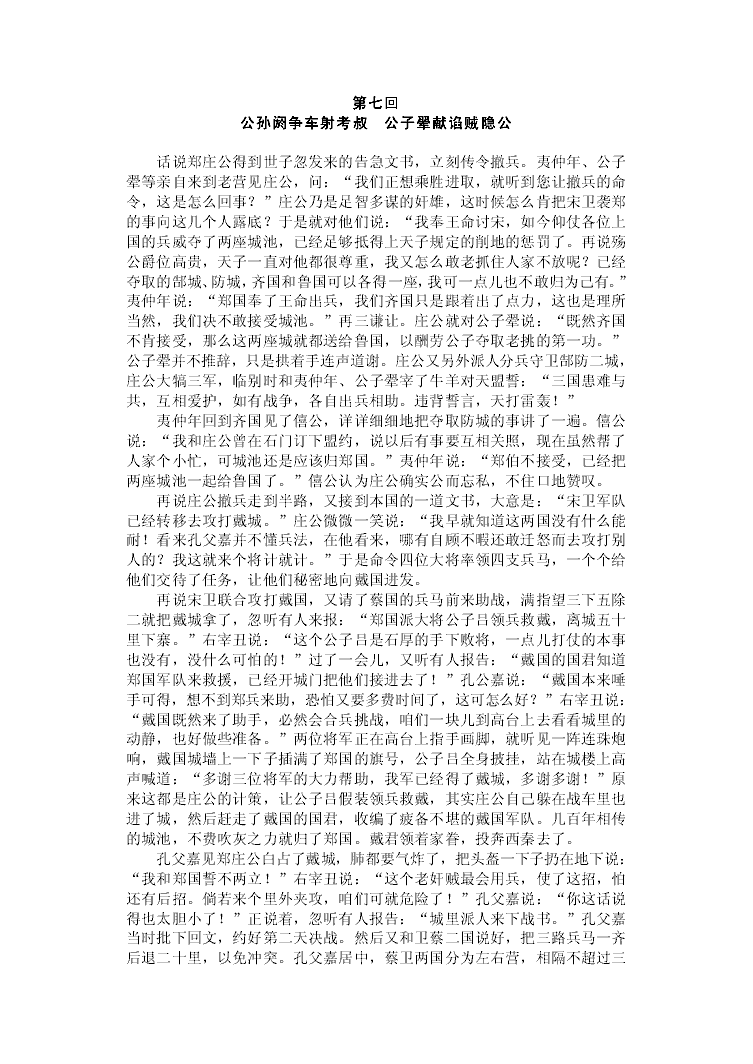 第七回
公孙阏争车射考叔　公子翚献谄贼隐公
话说郑庄公得到世子忽发来的告急文书，立刻传令撤兵。夷仲年、公子
翚等亲自来到老营见庄公，问：“我们正想乘胜进取，就听到您让撤兵的命
令，这是怎么回事？”庄公乃是足智多谋的奸雄，这时候怎么肯把宋卫袭郑
的事向这几个人露底？于是就对他们说：“我奉王命讨宋，如今仰仗各位上
国的兵威夺了两座城池，已经足够抵得上天子规定的削地的惩罚了。再说殇
公爵位高贵，天子一直对他都很尊重，我又怎么敢老抓住人家不放呢？已经
夺取的郜城、防城，齐国和鲁国可以各得一座，我可一点儿也不敢归为己有。”
夷仲年说：“郑国奉了王命出兵，我们齐国只是跟着出了点力，这也是理所
当然，我们决不敢接受城池。”再三谦让。庄公就对公子翚说：“既然齐国
不肯接受，那么这两座城就都送给鲁国，以酬劳公子夺取老挑的第一功。”
公子翚并不推辞，只是拱着手连声道谢。庄公又另外派人分兵守卫郜防二城，
庄公大犒三军，临别时和夷仲年、公子翚宰了牛羊对天盟誓：“三国患难与
共，互相爱护，如有战争，各自出兵相助。违背誓言，天打雷轰！”
夷仲年回到齐国见了僖公，详详细细地把夺取防城的事讲了一遍。僖公
说：“我和庄公曾在石门订下盟约，说以后有事要互相关照，现在虽然帮了
人家个小忙，可城池还是应该归郑国。”夷仲年说：“郑伯不接受，已经把
两座城池一起给鲁国了。”僖公认为庄公确实公而忘私，不住口地赞叹。
再说庄公撤兵走到半路，又接到本国的一道文书，大意是：“宋卫军队
已经转移去攻打戴城。”庄公微微一笑说：“我早就知道这两国没有什么能
耐！看来孔父嘉并不懂兵法，在他看来，哪有自顾不暇还敢迁怒而去攻打别
人的？我这就来个将计就计。”于是命令四位大将率领四支兵马，一个个给
他们交待了任务，让他们秘密地向戴国进发。
再说宋卫联合攻打戴国，又请了蔡国的兵马前来助战，满指望三下五除
二就把戴城拿了，忽听有人来报：“郑国派大将公子吕领兵救戴，离城五十
里下寨。”右宰丑说：“这个公子吕是石厚的手下败将，一点儿打仗的本事
也没有，没什么可怕的！”过了一会儿，又听有人报告：“戴国的国君知道
郑国军队来救援，已经开城门把他们接进去了！”孔公嘉说：“戴国本来唾
手可得，想不到郑兵来助，恐怕又要多费时间了，这可怎么好？”右宰丑说：
“戴国既然来了助手，必然会合兵挑战，咱们一块儿到高台上去看看城里的
动静，也好做些准备。”两位将军正在高台上指手画脚，就听见一阵连珠炮
响，戴国城墙上一下子插满了郑国的旗号，公子吕全身披挂，站在城楼上高
声喊道：“多谢三位将军的大力帮助，我军已经得了戴城，多谢多谢！”原
来这都是庄公的计策，让公子吕假装领兵救戴，其实庄公自己躲在战车里也
进了城，然后赶走了戴国的国君，收编了疲备不堪的戴国军队。几百年相传
的城池，不费吹灰之力就归了郑国。戴君领着家眷，投奔西秦去了。
孔父嘉见郑庄公白占了戴城，肺都要气炸了，把头盔一下子扔在地下说：
“我和郑国誓不两立！”右宰丑说：“这个老奸贼最会用兵，使了这招，怕
还有后招。倘若来个里外夹攻，咱们可就危险了！”孔父嘉说：“你这话说
得也太胆小了！”正说着，忽听有人报告：“城里派人来下战书。”孔父嘉
当时批下回文，约好第二天决战。然后又和卫蔡二国说好，把三路兵马一齐
后退二十里，以免冲突。孔父嘉居中，蔡卫两国分为左右营，相隔不超过三